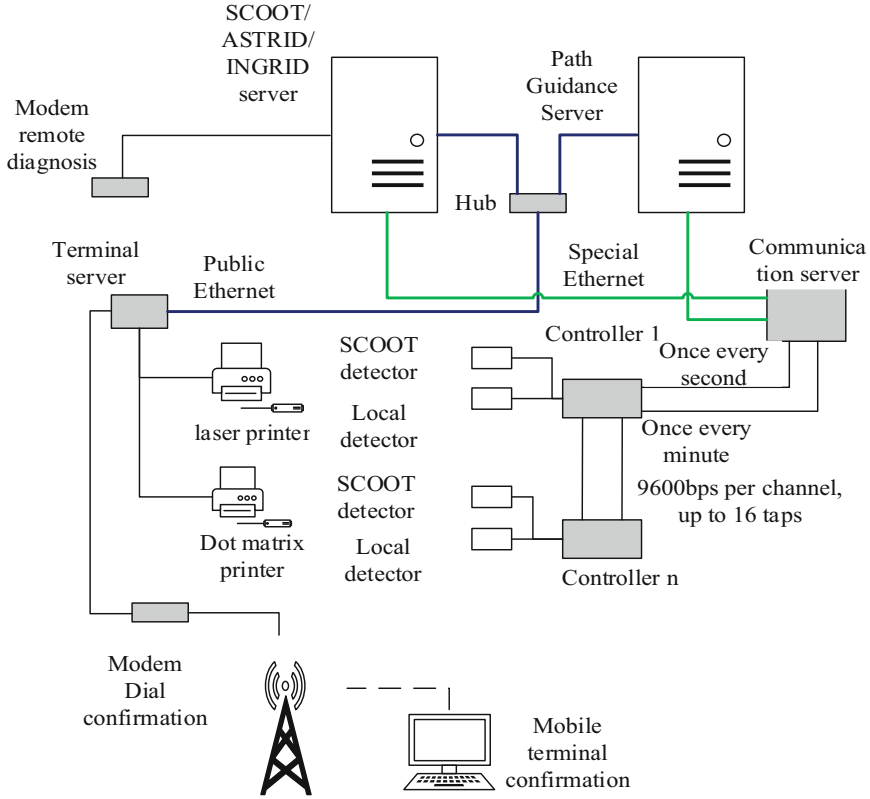 SCOOT/
ASTRID/
INGRID
server
Path
Guidance
Server
Modem
remote
diagnosis
Hub
Terminal
server
Public
Ethernet
Special
Ethernet
Communica
tion server
SCOOT
detector
Controller 1
Once every
second
Local
detector
laser printer
Once every
minute
SCOOT
detector
9600bps per channel,
up to 16 taps
Dot matrix
printer
Local
detector
Controller n
Modem
Dial
confirmation
Mobile
terminal
confirmation